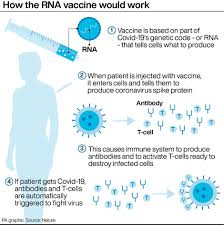 How the RNA vaccine would work
RNA
1 Vaccine is based on part of
Covid-19's genetic code - or RNA
- that tells cells what to produce
2 When patient is injected with vaccine,
it enters cells and tells them to
produce coronavirus spike protein
Antibody
T-cell
3 This causes immune system to produce
antibodies and to activate T-cells ready to
destroy infected cells
4 If patient gets Covid-19,
antibodies and T-cells
are automatically
triggered to fight virus
PA graphic. Source: Nature